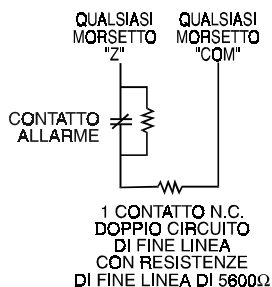 QUALSIASI
MORSETTO
"Z"
QUALSIASI
MORSETTO
"COM"
CONTATTO
ALLARME
1 CONTATTO N.C.
DOPPIO CIRCUITO
DI FINE LINEA
CON RESISTENZE
DI FINE LINEA DI 5600Ω